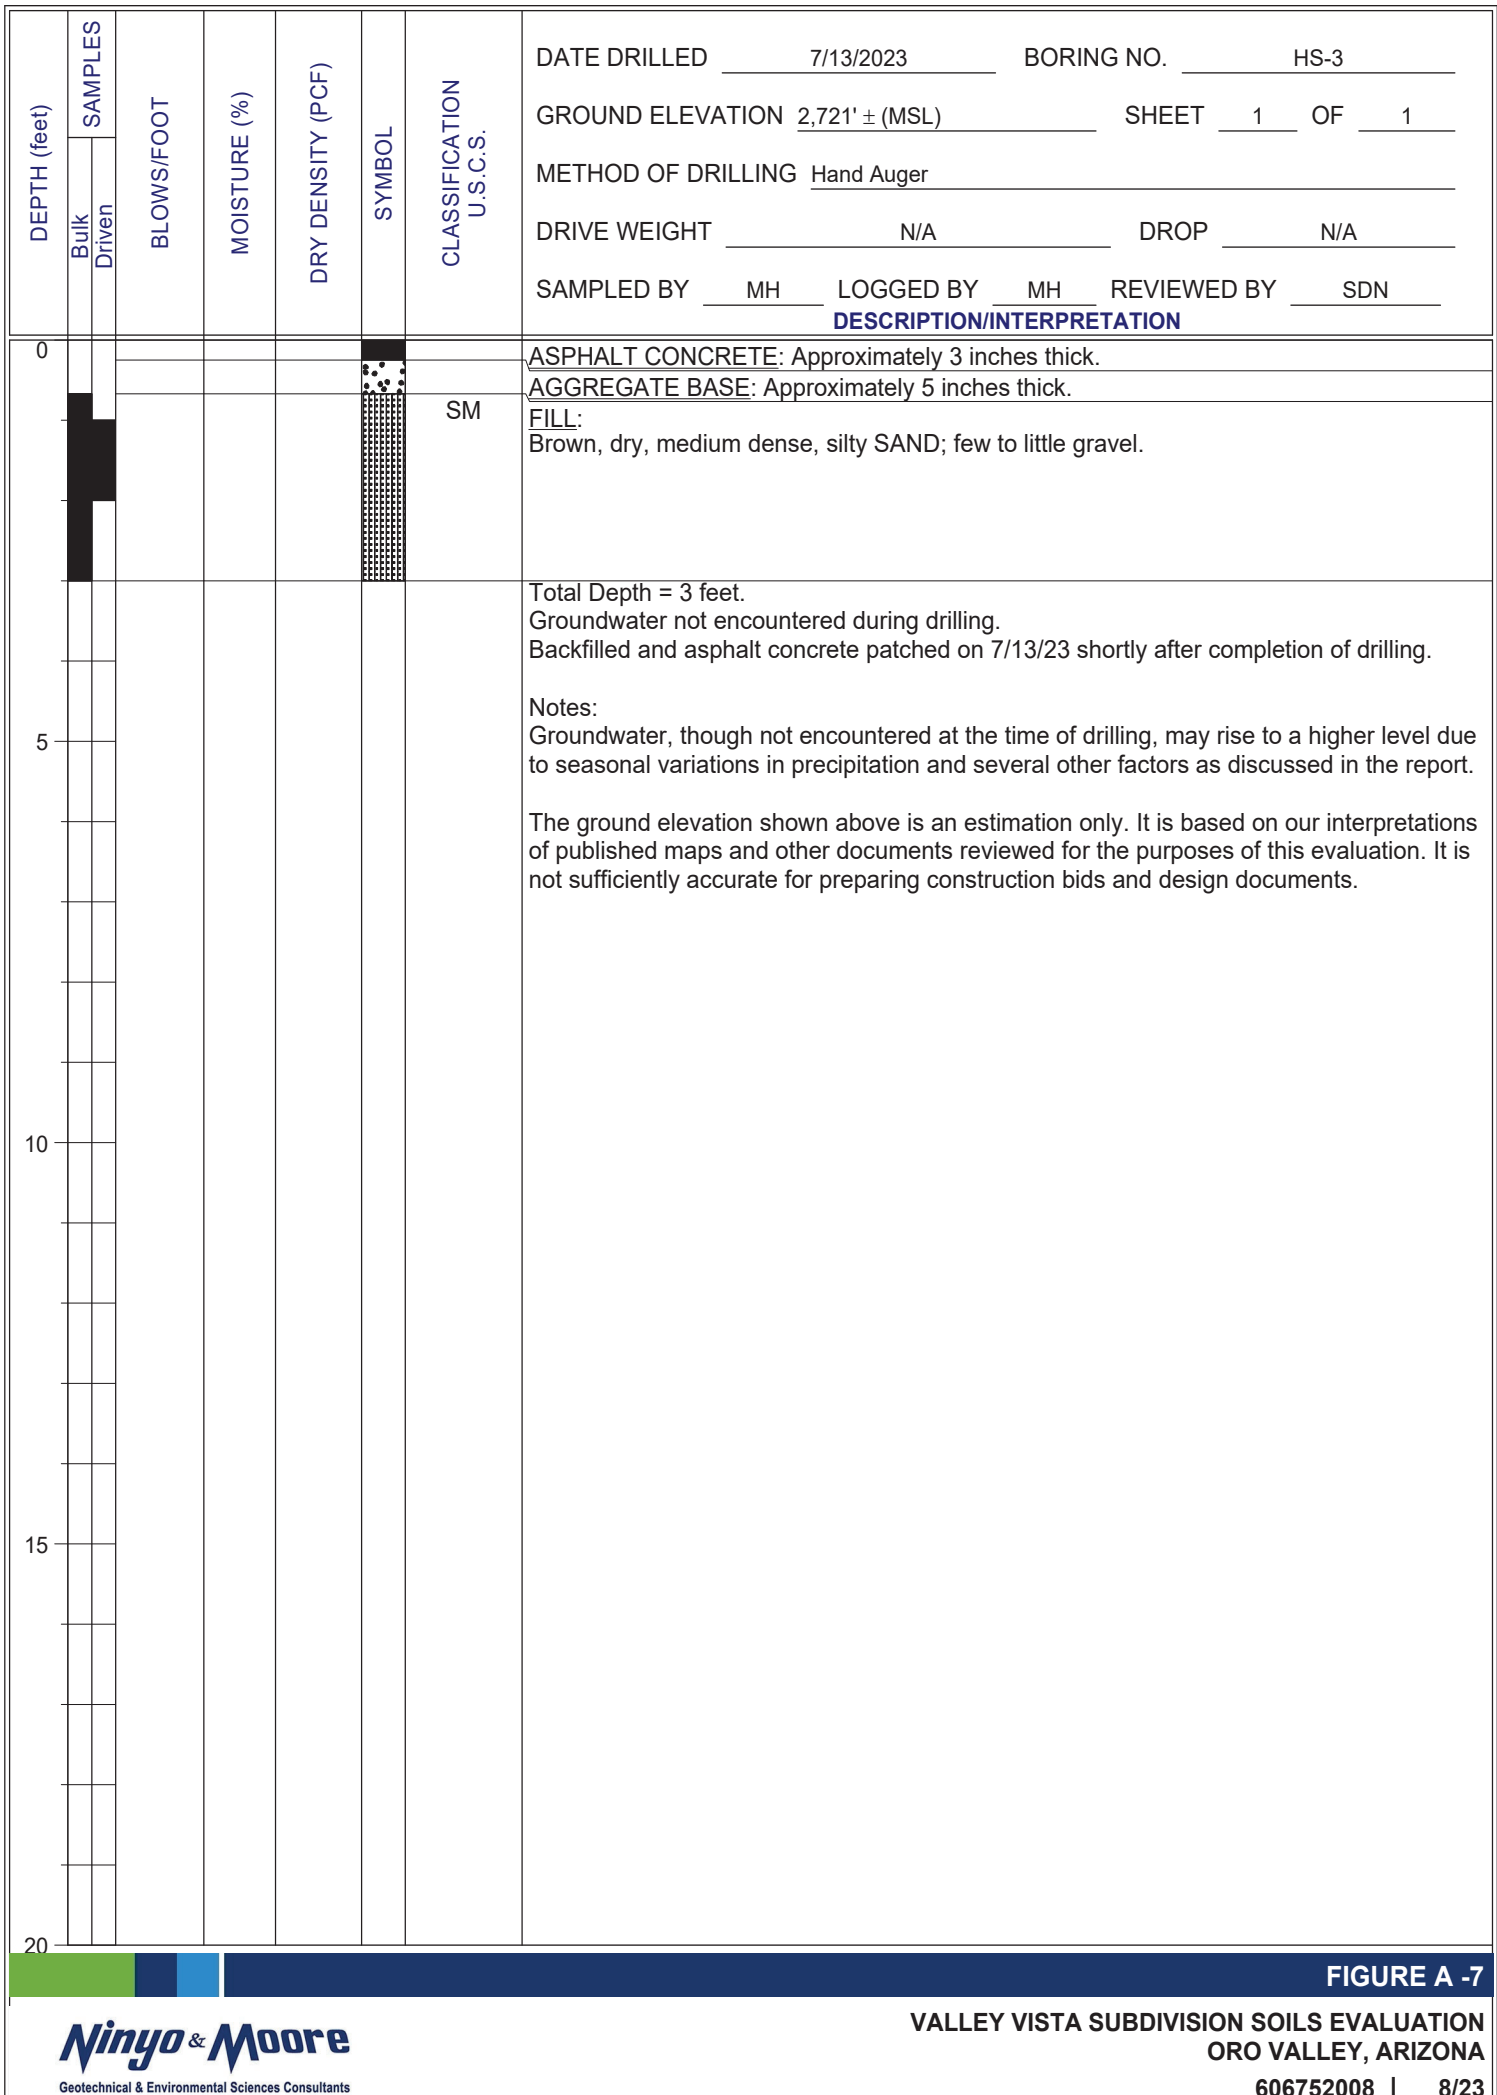 DEPTH (feet)
SAMPLES
Bulk
Driven
BLOWS/FOOT
MOISTURE (%)
DRY DENSITY (PCF)
SYMBOL
CLASSIFICATION
U.S.C.S.
DATE DRILLED 7/13/2023 BORING NO. HS-3
GROUND ELEVATION 2,721' ± (MSL) SHEET 1 OF 1
METHOD OF DRILLING Hand Auger
DRIVE WEIGHT N/A DROP N/A
SAMPLED BY MH LOGGED BY MH REVIEWED BY SDN
DESCRIPTION/INTERPRETATION
0
ASPHALT CONCRETE: Approximately 3 inches thick.
AGGREGATE BASE: Approximately 5 inches thick.
SM
FILL:
Brown, dry, medium dense, silty SAND; few to little gravel.
Total Depth = 3 feet.
Groundwater not encountered during drilling.
Backfilled and asphalt concrete patched on 7/13/23 shortly after completion of drilling.
Notes:
5
Groundwater, though not encountered at the time of drilling, may rise to a higher level due
to seasonal variations in precipitation and several other factors as discussed in the report.
The ground elevation shown above is an estimation only. It is based on our interpretations
of published maps and other documents reviewed for the purposes of this evaluation. It is
not sufficiently accurate for preparing construction bids and design documents.
10
15
20
FIGURE A -7
Ninyo & Moore
Geotechnical & Environmental Sciences Consultants
VALLEY VISTA SUBDIVISION SOILS EVALUATION
ORO VALLEY, ARIZONA
606752008 | 8/23